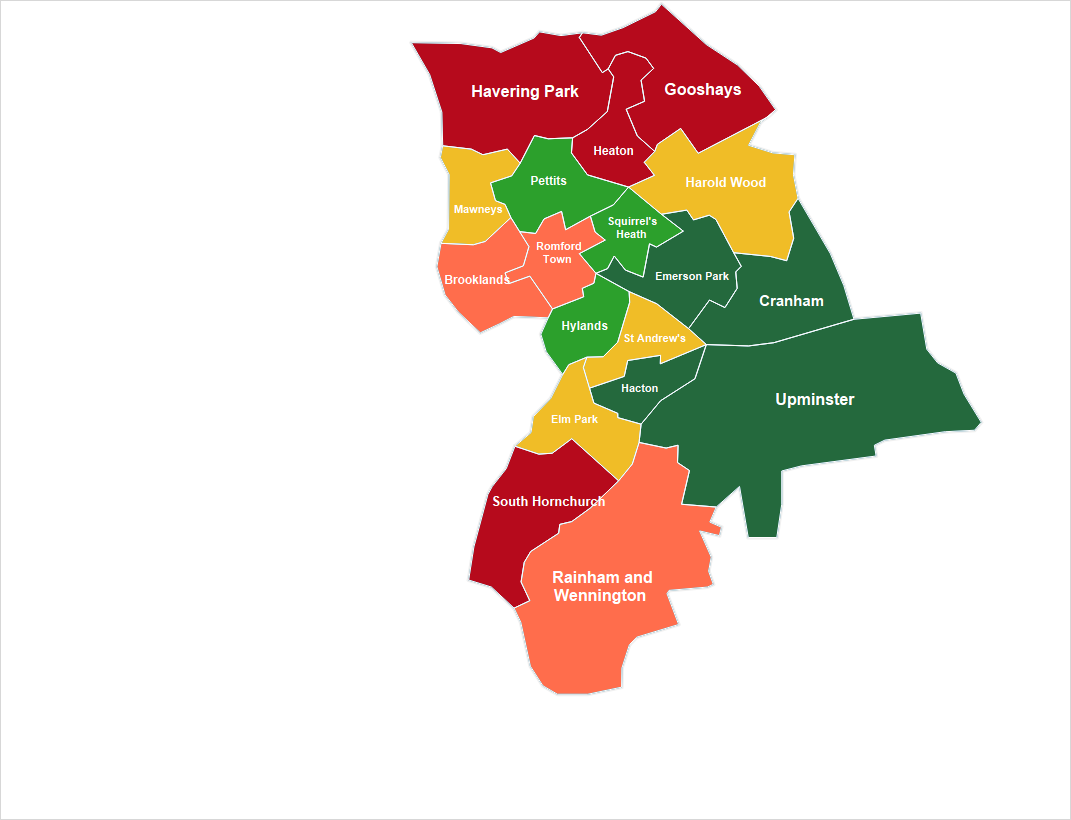 Havering Park
Gooshays
Heaton
Pettits
Harold Wood
Mawneys
Squirrel's
Heath
Romford
Town
Brooklands
Emerson Park
Cranham
Hylands
St Andrew's
Hacton
Upminster
Elm Park
South Hornchurch
Rainham and
Wennington